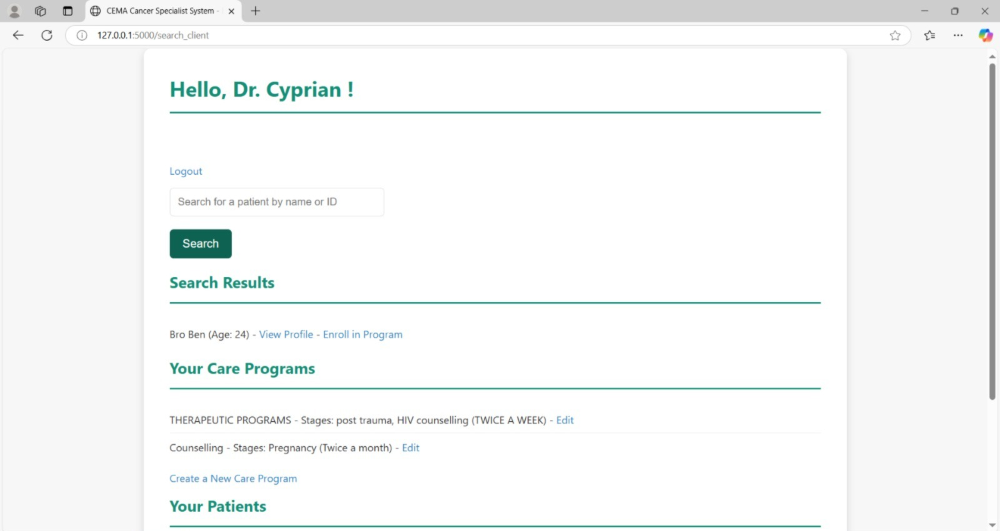 CEMA Cancer Specialist System -
127.0.0.1:5000/search_client
Hello, Dr. Cyprian !
Logout
Search for a patient by name or ID
Search
Search Results
Bro Ben (Age: 24) - View Profile - Enroll in Program
Your Care Programs
THERAPEUTIC PROGRAMS - Stages: post trauma, HIV counselling (TWICE A WEEK) - Edit
Counselling - Stages: Pregnancy (Twice a month) - Edit
Create a New Care Program
Your Patients